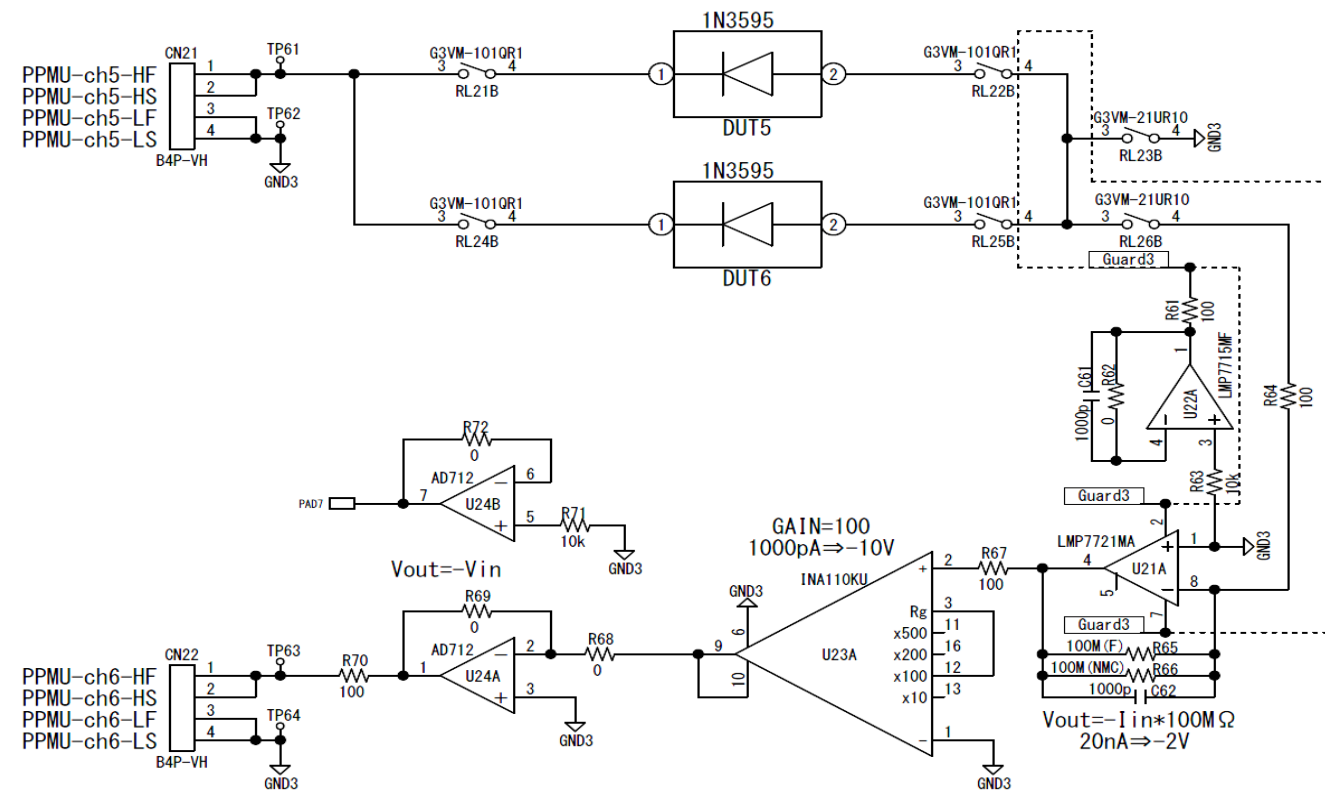 CN21
TP61
PPMU-ch5-HF 1
PPMU-ch5-HS 2
PPMU-ch5-LF 3
PPMU-ch5-LS 4
TP62
B4P-VH
GND3
G3VM-101QR1
3 4
RL21B
1N3595
1 2
DUT5
G3VM-101QR1
3 4
RL22B
G3VM-21UR10
3 4
RL23B
GND3
G3VM-101QR1
3 4
RL24B
1N3595
1 2
DUT6
G3VM-101QR1
3 4
RL25B
G3VM-21UR10
3 4
RL26B
Guard3
R61
100
C61
1000p
R62
0
1
U22A
LMP7715MF
- +
4 3
R63
10k
R64
100
R72
0
AD712
PAD7
7
U24B
- 6
+ 5
R71
10k
GND3
Guard3
2
LMP7721MA
4
U21A
5
+ 1
- 8
GND3
7
Guard3
100M(F) R65
100M(NMC) R66
1000p C62
Vout=-Iin*100MΩ
20nA⇒-2V
GAIN=100
1000pA⇒-10V
INA110KU
U23A
+ 2
R67
100
Rg 3
x500 11
x200 16
x100 12
x10 13
- 1
GND3
GND3
6
9
10
Vout=-Vin
R69
0
AD712
1
U24A
- 2
+ 3
R68
0
GND3
R70
100
CN22
TP63
PPMU-ch6-HF 1
PPMU-ch6-HS 2
PPMU-ch6-LF 3
PPMU-ch6-LS 4
TP64
B4P-VH
GND3